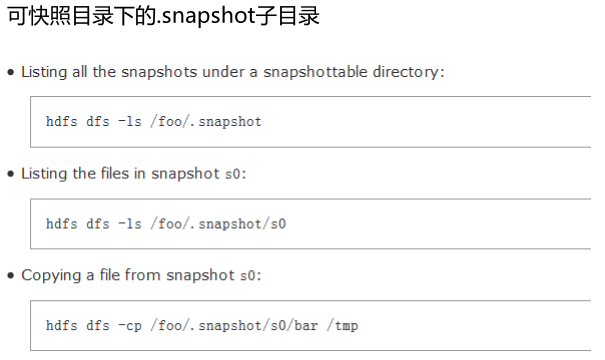 可快照目录下的.snapshot子目录
• Listing all the snapshots under a snapshottable directory:
hdfs dfs -ls /foo/.snapshot
• Listing the files in snapshot s0:
hdfs dfs -ls /foo/.snapshot/s0
• Copying a file from snapshot s0:
hdfs dfs -cp /foo/.snapshot/s0/bar /tmp